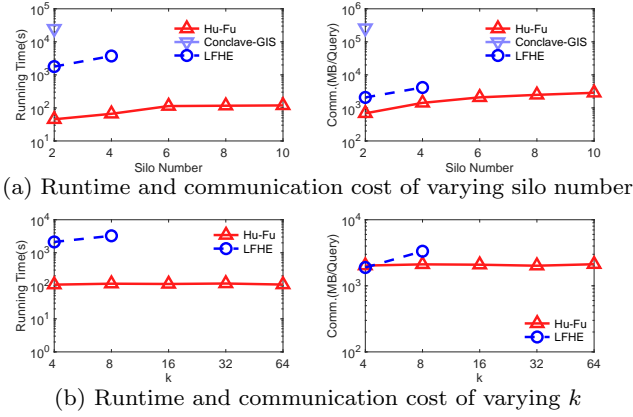 10^5
10^4
10^3
10^2
10^1
Running Time(s)
2 4 6 8 10
Silo Number
Hu-Fu
Conclave-GIS
LFHE
10^6
10^5
10^4
10^3
10^2
Comm.(MB/Query)
2 4 6 8 10
Silo Number
Hu-Fu
Conclave-GIS
LFHE
(a) Runtime and communication cost of varying silo number
10^4
10^3
10^2
10^1
10^0
Running Time(s)
4 8 16 32 64
k
Hu-Fu
LFHE
10^4
10^3
10^2
Comm.(MB/Query)
4 8 16 32 64
k
Hu-Fu
LFHE
(b) Runtime and communication cost of varying k